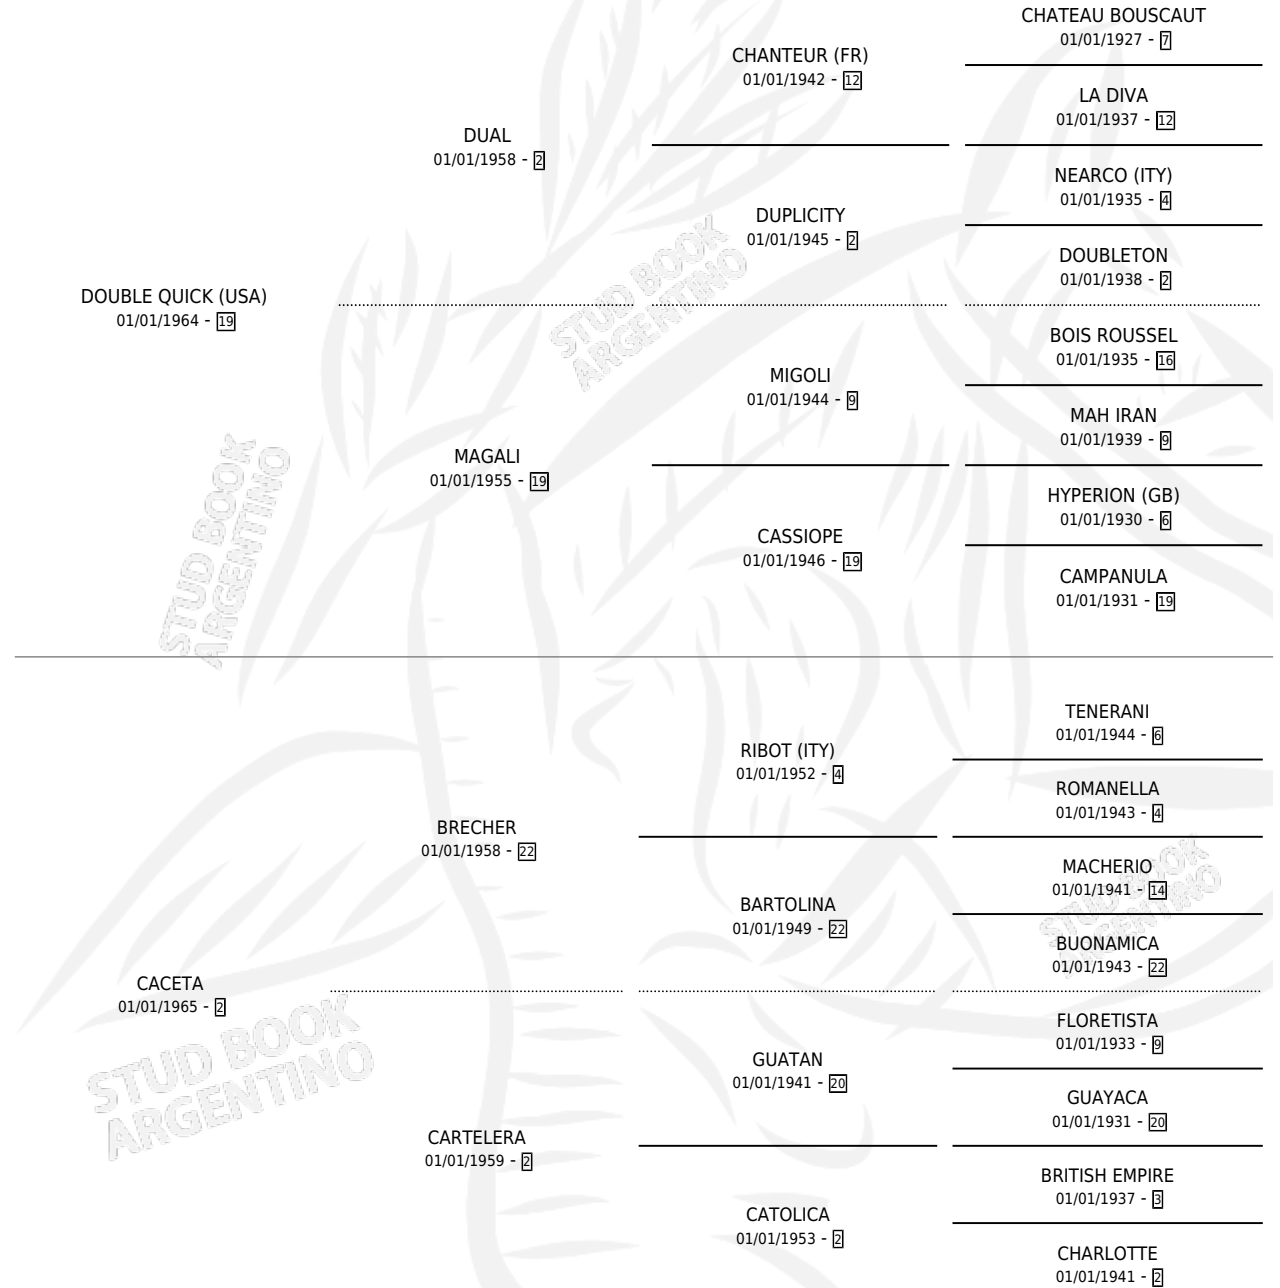 CHATEAU BOUSCAUT
01/01/1927 - 7
CHANTEUR (FR)
01/01/1942 - 12
LA DIVA
01/01/1937 - 12
DUAL
01/01/1958 - 2
NEARCO (ITY)
01/01/1935 - 4
DUPLICITY
01/01/1945 - 2
DOUBLETON
01/01/1938 - 2
DOUBLE QUICK (USA)
01/01/1964 - 19
STUD BOOK
ARGENTINO
BOIS ROUSSEL
01/01/1935 - 16
MIGOLI
01/01/1944 - 9
MAH IRAN
01/01/1939 - 9
MAGALI
01/01/1955 - 19
HYPERION (GB)
01/01/1930 - 6
CASSIOPE
01/01/1946 - 19
CAMPANULA
01/01/1931 - 19
STUD BOOK
ARGENTINO
TENERANI
01/01/1944 - 6
RIBOT (ITY)
01/01/1952 - 4
ROMANELLA
01/01/1943 - 4
BRECHER
01/01/1958 - 22
MACHERIO
01/01/1941 - 14
BARTOLINA
01/01/1949 - 22
STUD BOOK
ARGENTINO
BUONAMICA
01/01/1943 - 22
CACETA
01/01/1965 - 2
FLORETISTA
01/01/1933 - 9
GUATAN
01/01/1941 - 20
GUAYACA
01/01/1931 - 20
STUD BOOK
ARGENTINO
CARTELERA
01/01/1959 - 2
BRITISH EMPIRE
01/01/1937 - 3
CATOLICA
01/01/1953 - 2
CHARLOTTE
01/01/1941 - 2